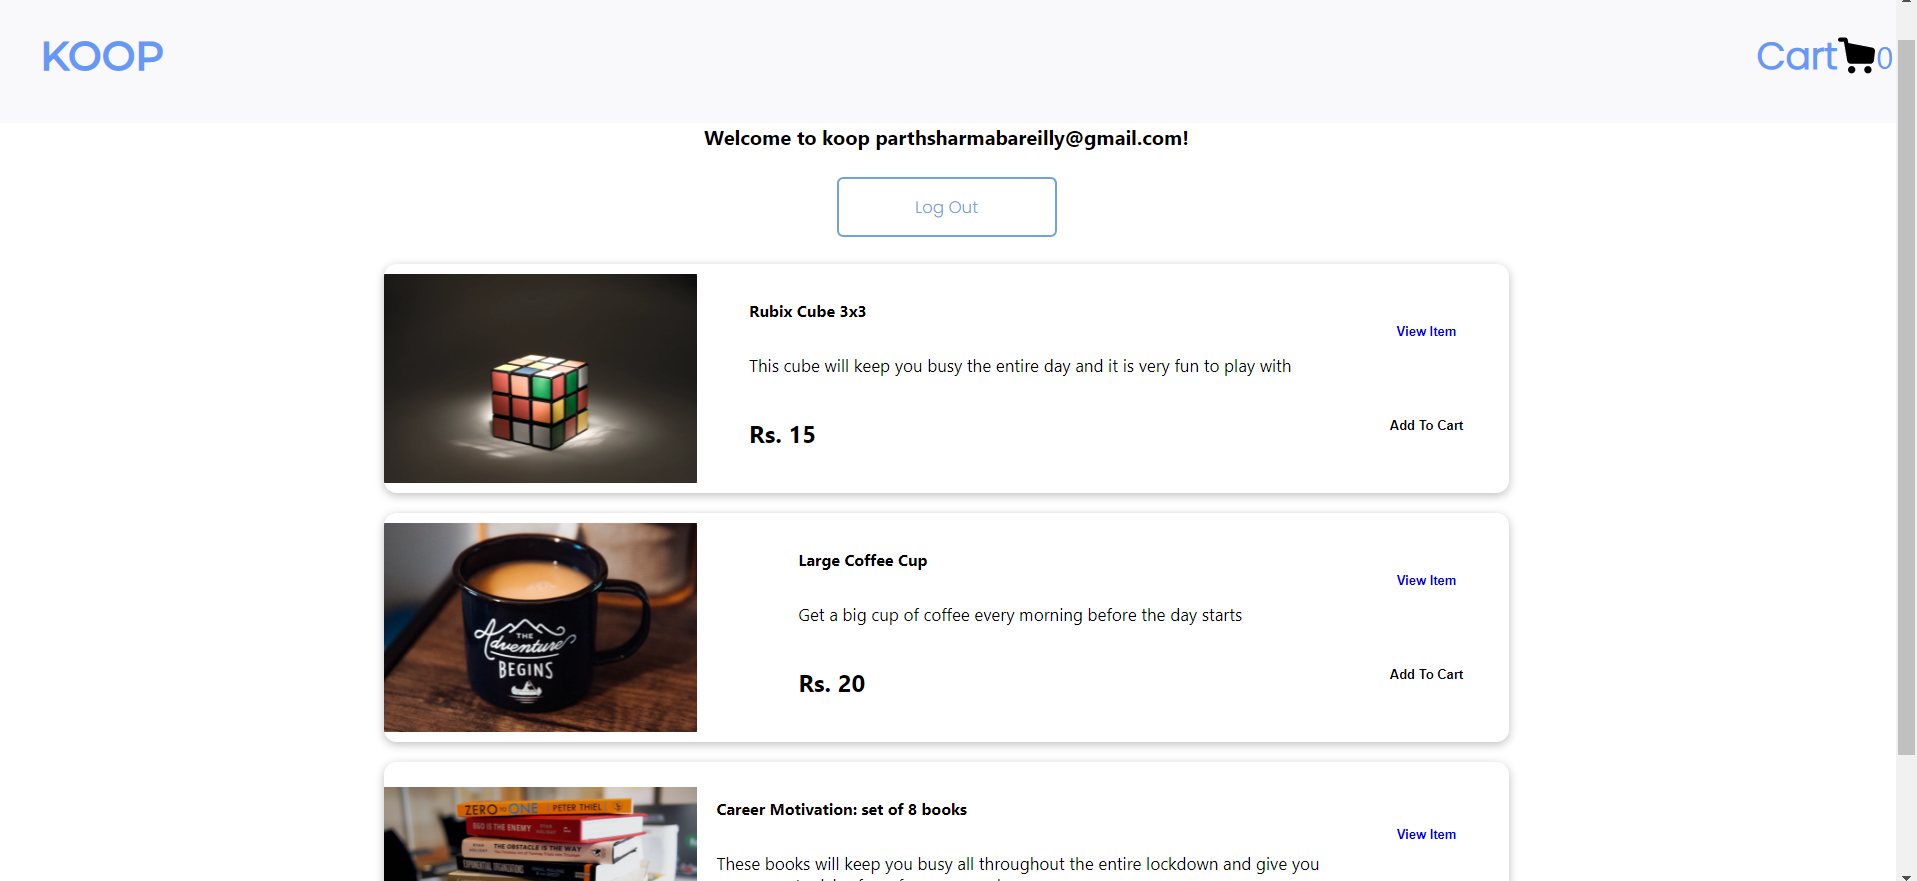 KOOP
Cart 0
Welcome to koop parthsharmabareilly@gmail.com!
Log Out
Rubix Cube 3x3
View Item
This cube will keep you busy the entire day and it is very fun to play with
Add To Cart
Rs. 15
THE
Adventure
BEGINS
Large Coffee Cup
View Item
Get a big cup of coffee every morning before the day starts
Add To Cart
Rs. 20
ZERO TO ONE PETER THIEL
EGO IS THE ENEMY
THE OBSTACLE IS THE WAY
EXPONENTIAL ORGANIZATIONS
Career Motivation: set of 8 books
View Item
These books will keep you busy all throughout the entire lockdown and give you